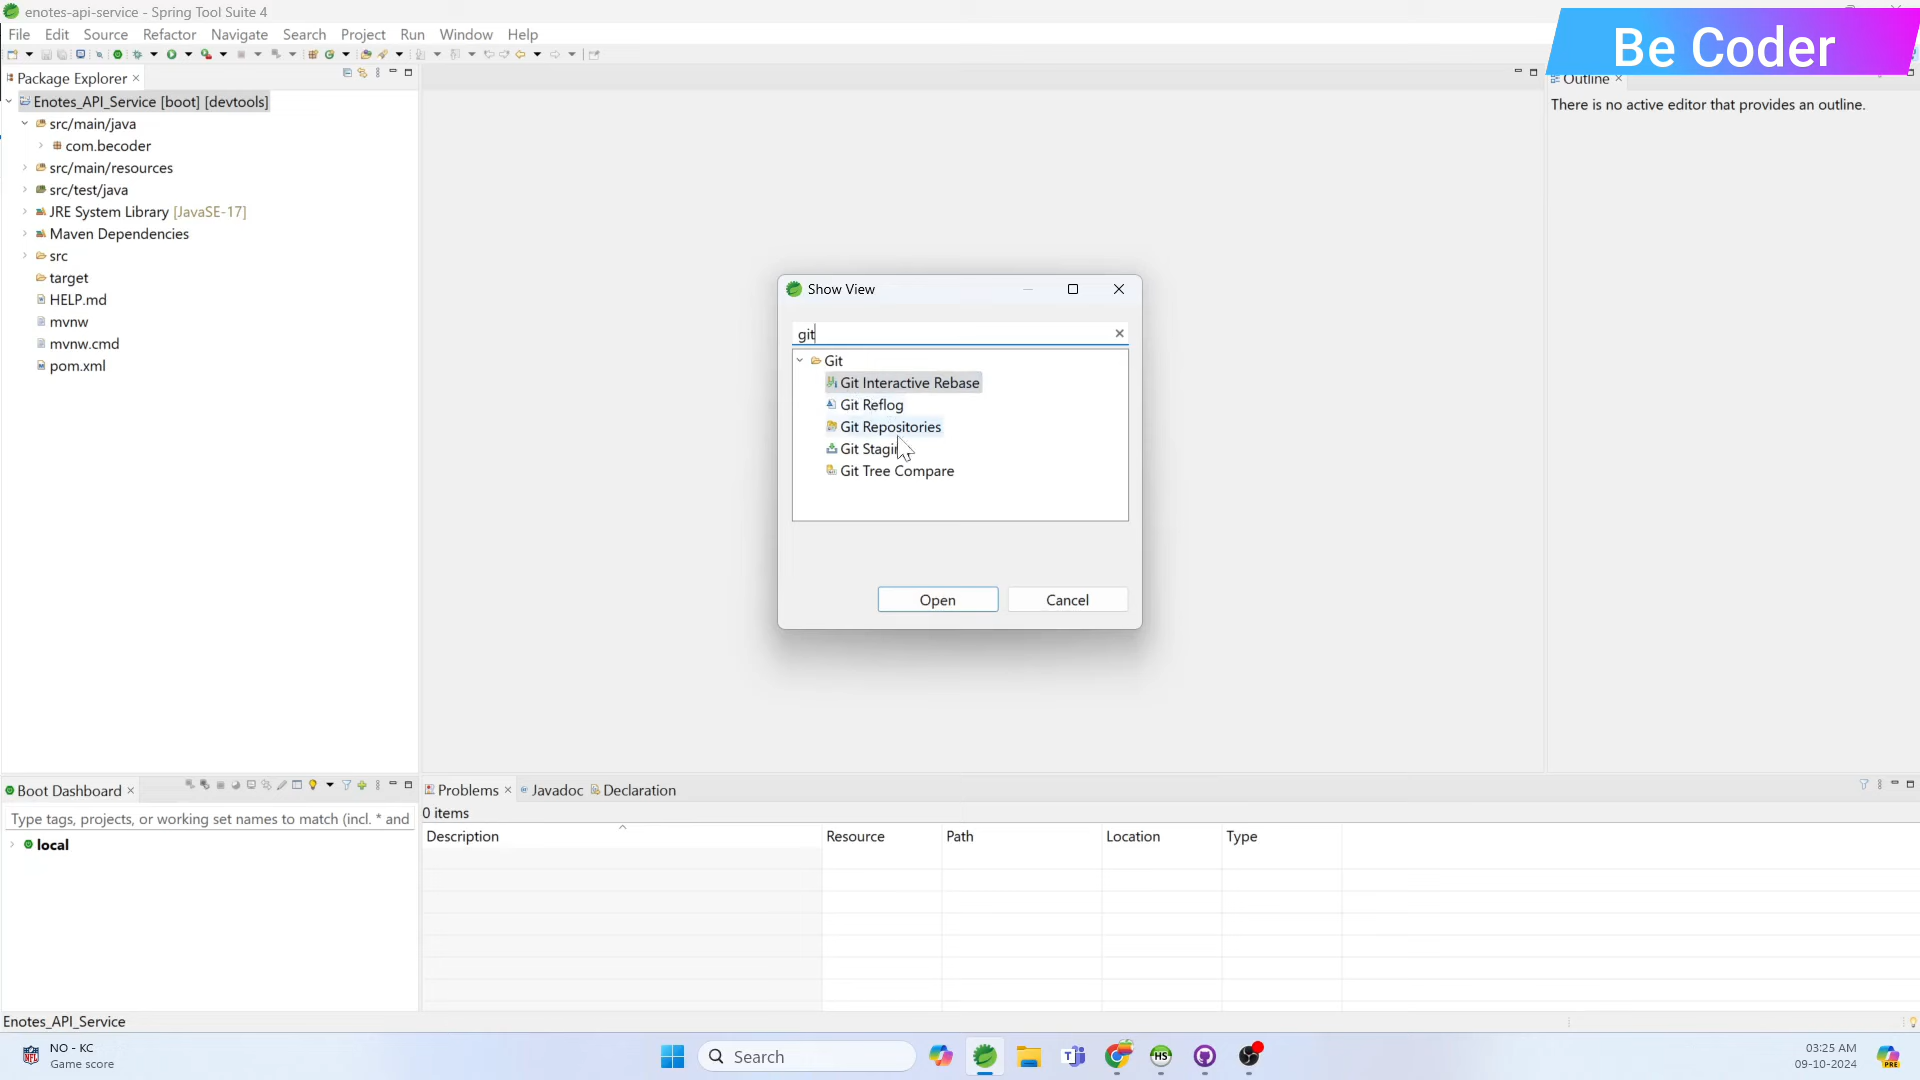 enotes-api-service - Spring Tool Suite 4
Be Coder
File Edit Source Refactor Navigate Search Project Run Window Help
Package Explorer
Outline
Enotes_API_Service [boot] [devtools]
There is no active editor that provides an outline.
src/main/java
com.becoder
src/main/resources
src/test/java
JRE System Library [JavaSE-17]
Maven Dependencies
src
target
HELP.md
mvnw
mvnw.cmd
pom.xml
Show View
git
Git
Git Interactive Rebase
Git Reflog
Git Repositories
Git
Git Tree Compare
Open Cancel
Boot Dashboard
Problems Javadoc Declaration
Type tags, projects, or working set names to match (incl. * and
0 items
Description Resource Path Location Type
local
Enotes_API_Service
NO - KC
Game score
Search
HS
PRE
03:25 AM
09-10-2024